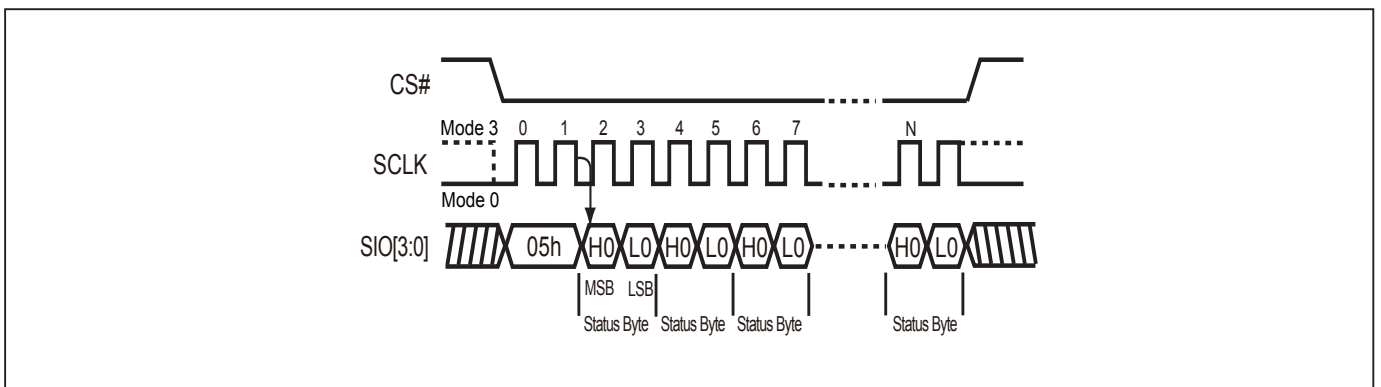 CS#
Mode 3 0 1 2 3 4 5 6 7 N
SCLK
Mode 0
SIO[3:0] 05h H0 L0 H0 L0 H0 L0 H0 L0
MSB LSB
Status Byte Status Byte Status Byte Status Byte